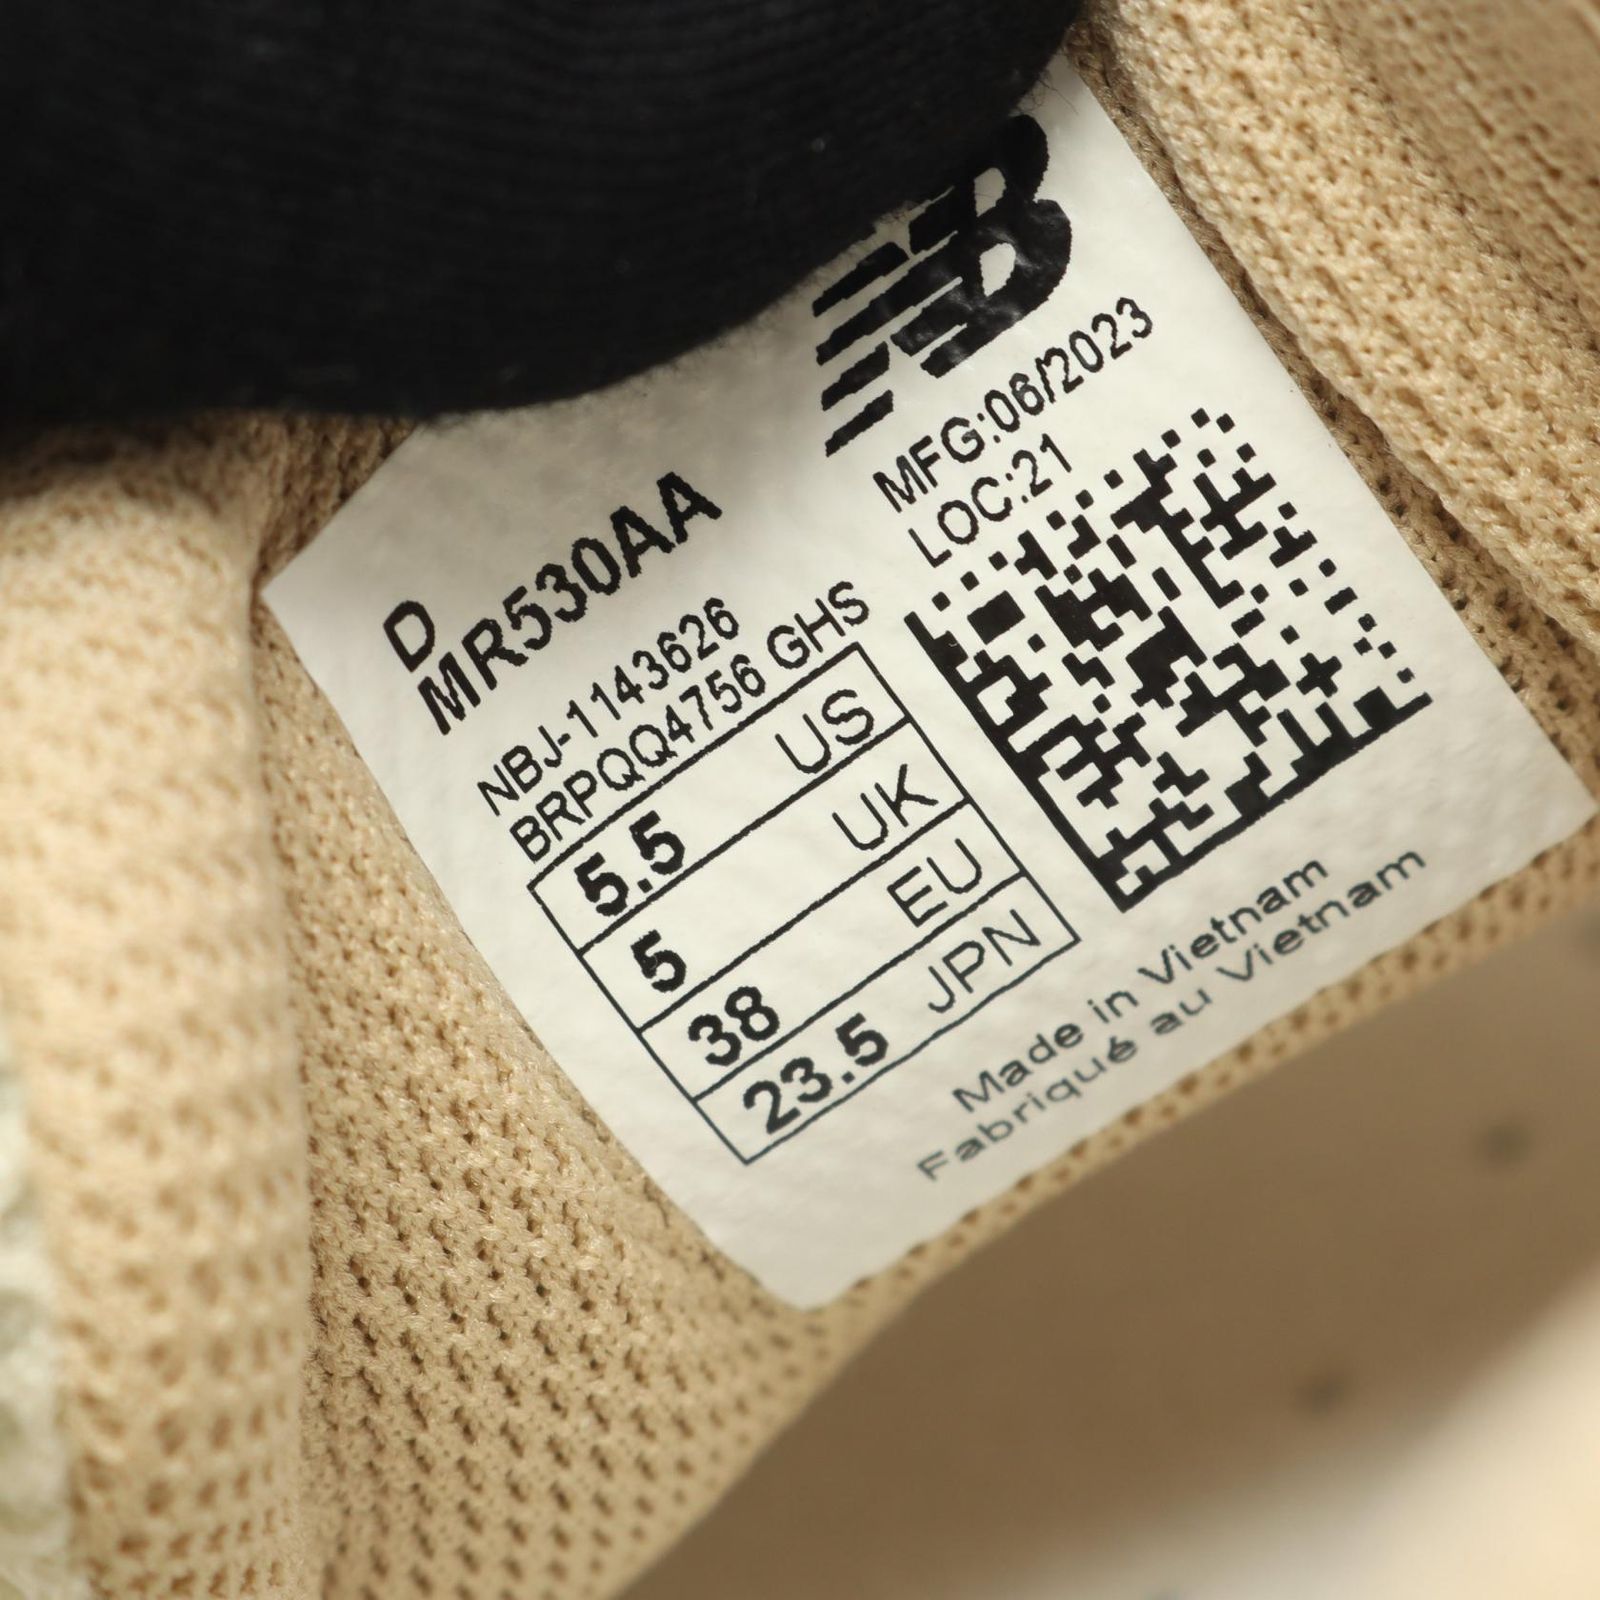 MFG:06/2023
LOC:21
D
MR530AA
NBJ-1143626
BRPQQ4756 GHS
5.5 US
5 UK
38 EU
23.5 JPN
Made in Vietnam
Fabriqué au Vietnam